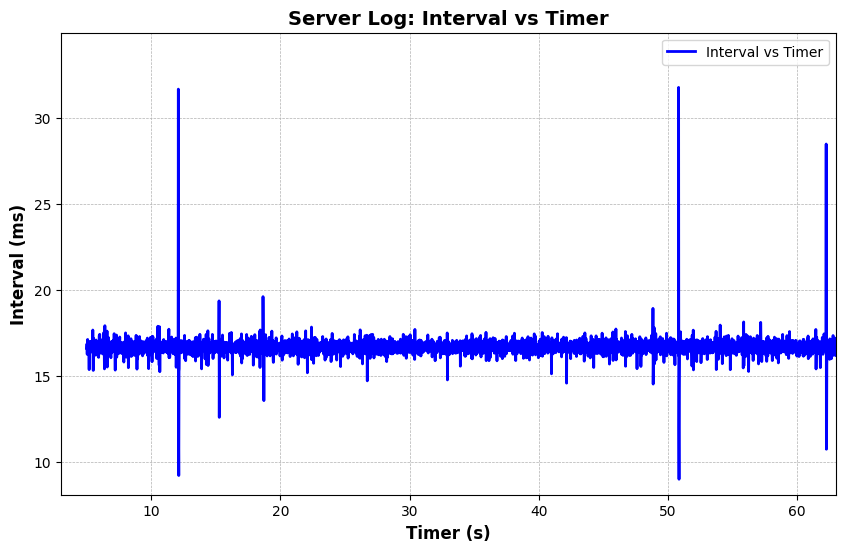 Server Log: Interval vs Timer
Interval vs Timer
30
25
20
15
10
Interval (ms)
10 20 30 40 50 60
Timer (s)